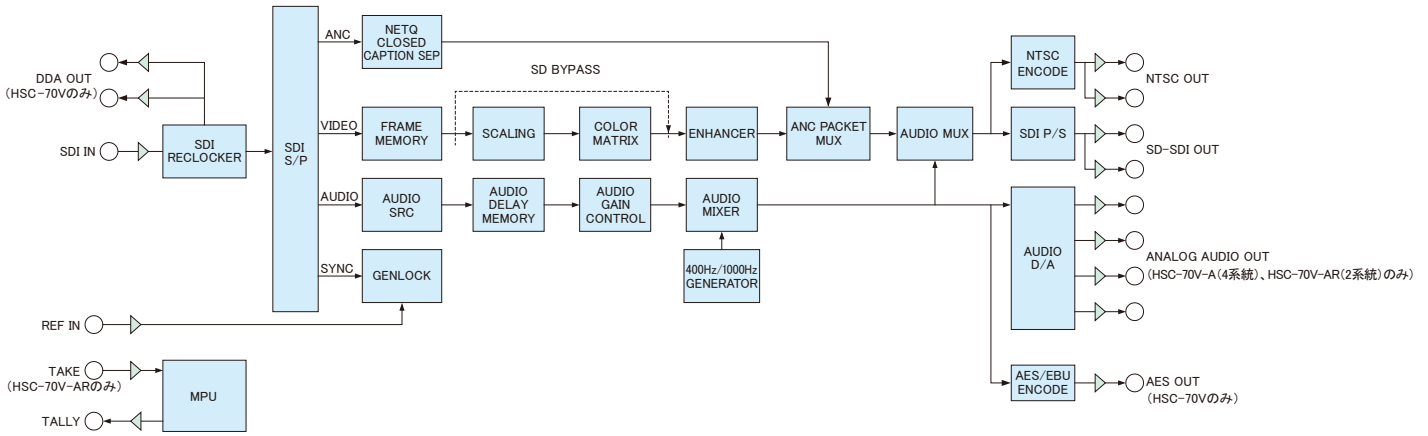 ANC
NETQ
CLOSED
CAPTION SEP
SD BYPASS
DDA OUT
(HSC-70Vのみ)
SDI IN
SDI
RECLOCKER
SDI
S/P
VIDEO
FRAME
MEMORY
SCALING
COLOR
MATRIX
ENHANCER
ANC PACKET
MUX
AUDIO MUX
NTSC
ENCODE
NTSC OUT
SDI P/S
SD-SDI OUT
AUDIO
AUDIO
SRC
AUDIO
DELAY
MEMORY
AUDIO
GAIN
CONTROL
AUDIO
MIXER
400Hz/1000Hz
GENERATOR
AUDIO
D/A
ANALOG AUDIO OUT
(HSC-70V-A(4系統)、HSC-70V-AR(2系統)のみ)
SYNC
GENLOCK
REF IN
TAKE
(HSC-70V-ARのみ)
TALLY
MPU
AES/EBU
ENCODE
AES OUT
(HSC-70Vのみ)